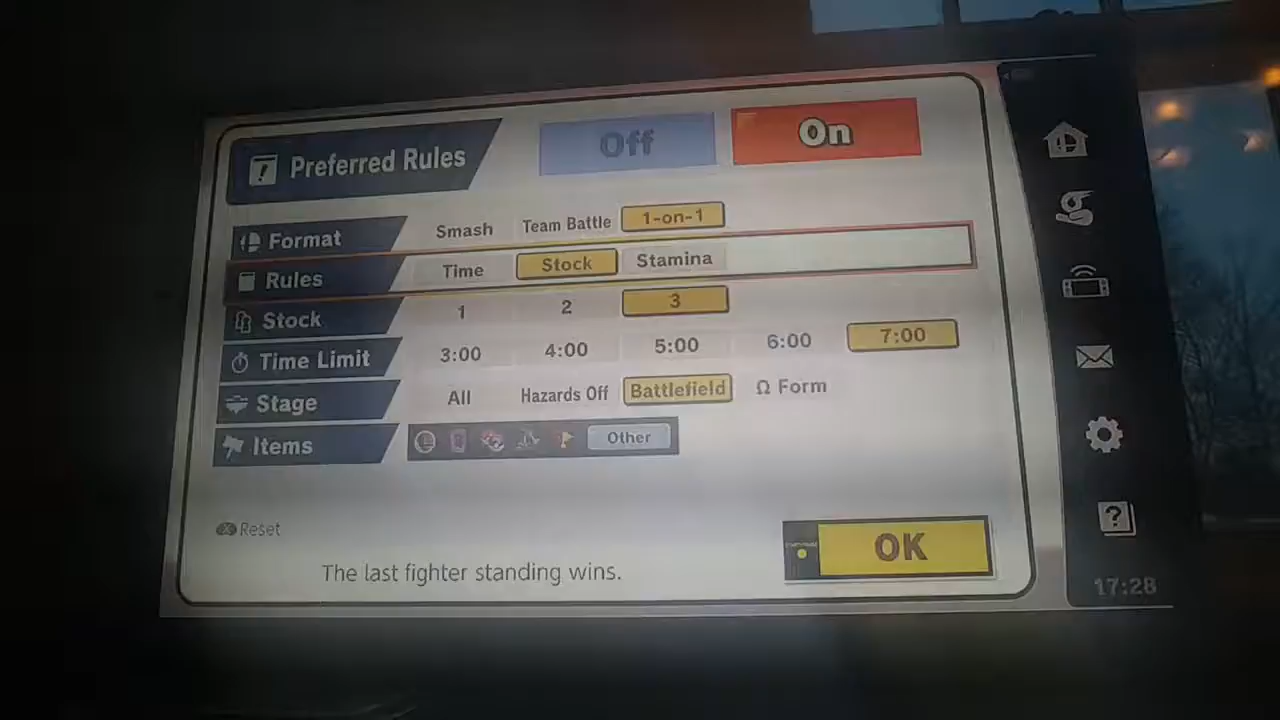 Preferred Rules Off On
Format Smash Team Battle 1-on-1
Rules Time Stock Stamina
Stock 1 2 3
Time Limit 3:00 4:00 5:00 6:00 7:00
Stage All Hazards Off Battlefield Ω Form
Items Other
X Reset
OK
The last fighter standing wins.
17:28